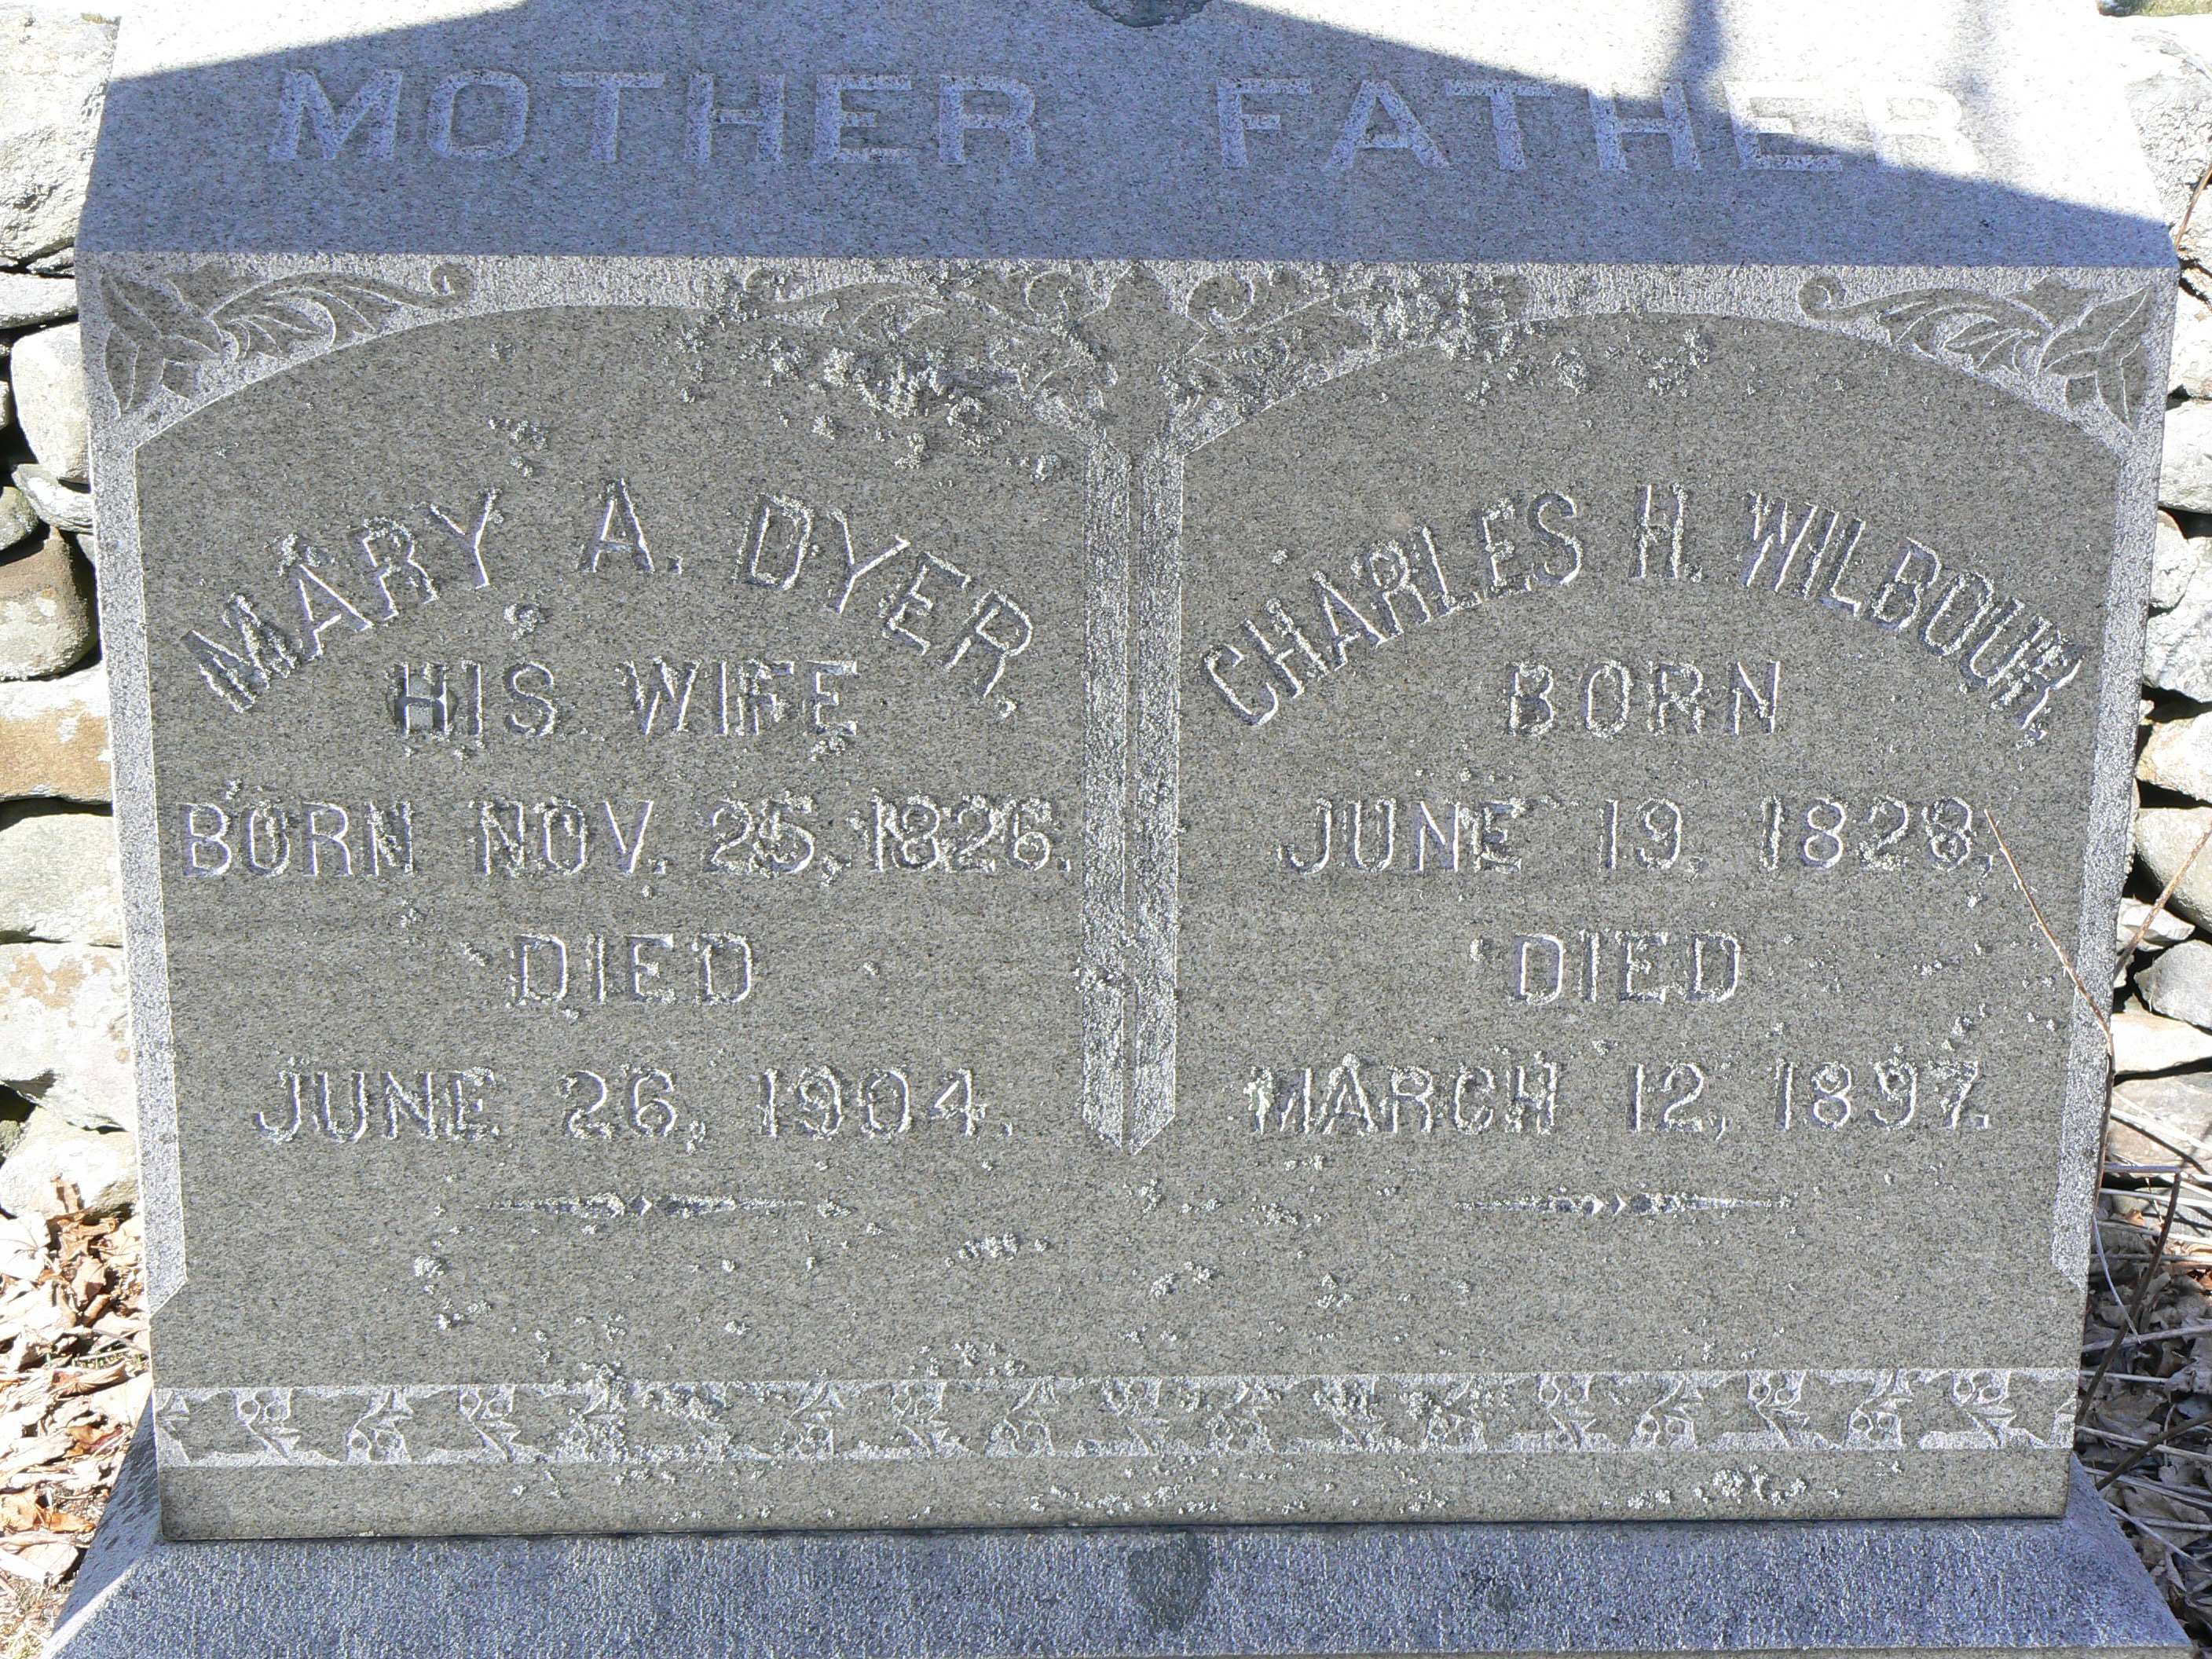 MOTHER FATHER
MARY A. DYER,
HIS WIFE
BORN NOV. 25, 1826.
DIED
JUNE 26, 1904.
CHARLES H. WILBOUR,
BORN
JUNE 19, 1828,
DIED
MARCH 12, 1897.